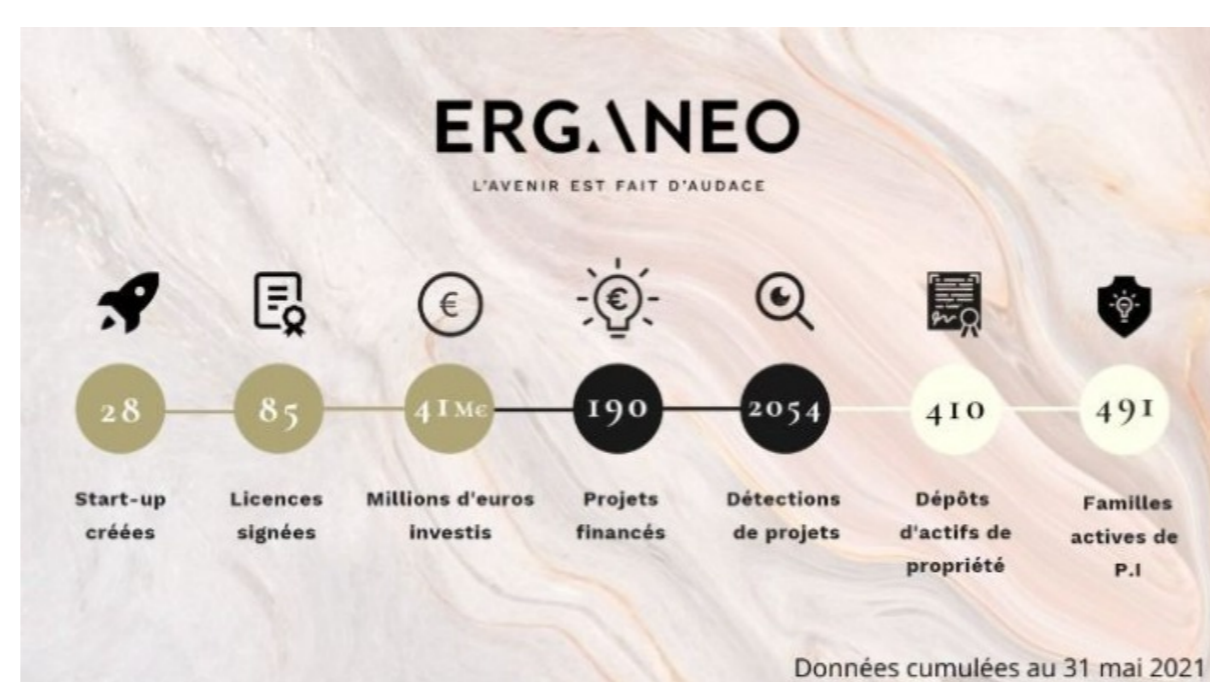 ERGANEO
L'AVENIR EST FAIT D'AUDACE
€
€
28
85
41M€
190
2054
410
491
Start-up
créées
Licences
signées
Millions d'euros
investis
Projets
financés
Détections
de projets
Dépôts
d'actifs de
propriété
Familles
actives de
P.I
Données cumulées au 31 mai 2021